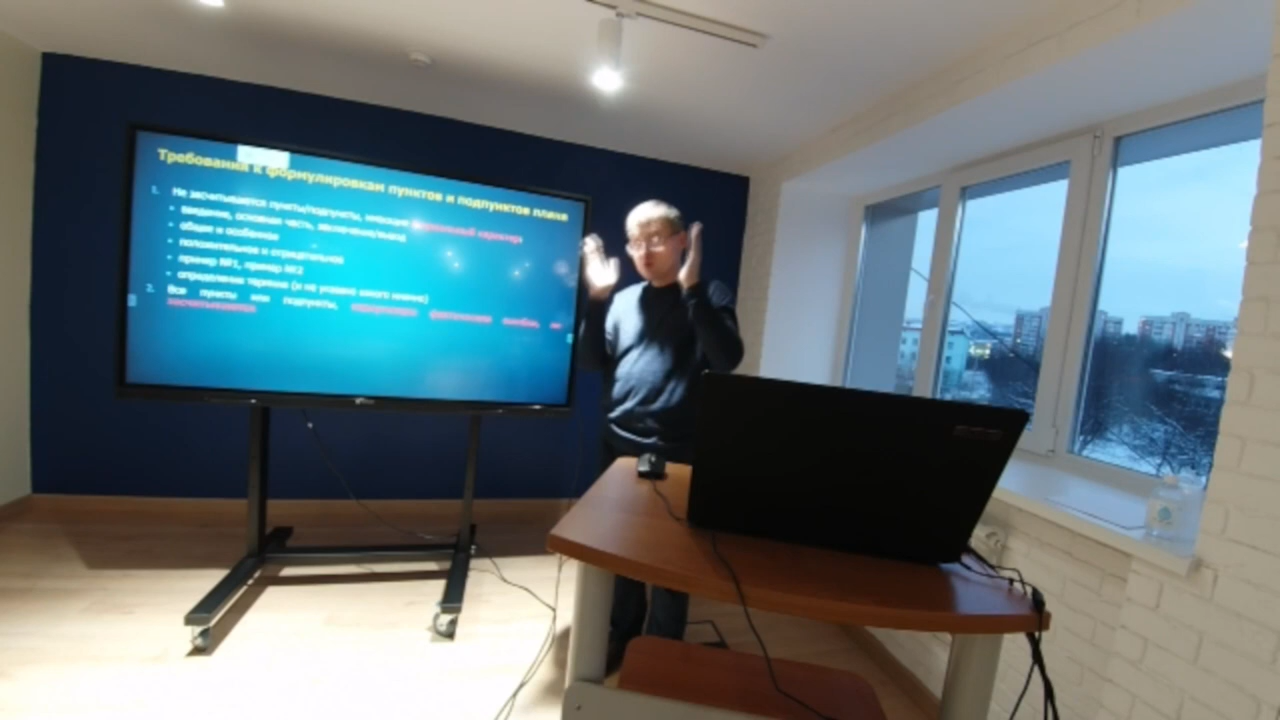 Требования к формулировкам пунктов и подпунктов плана
1. Не засчитываются пункты/подпункты, имеющие формальный характер:
- введение, основная часть, заключение/вывод
- общее и особенное
- положительное и отрицательное
- пример №1, пример №2
- определение термина (и не указано самого
2. Все пункты или подпункты, содержащие фактические ошибки, не
засчитываются.